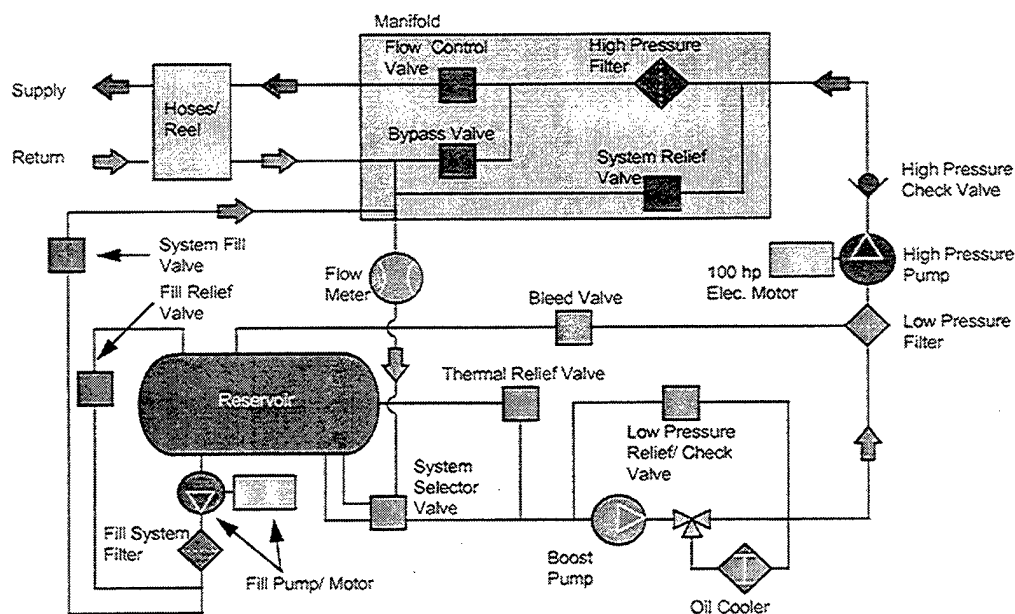 Manifold
Flow Control
Valve
High Pressure
Filter
Supply
Hoses/
Reel
Return
Bypass Valve
System Relief
Valve
High Pressure
Check Valve
System Fill
Valve
Flow
Meter
100 hp
Elec. Motor
High Pressure
Pump
Fill Relief
Valve
Bleed Valve
Low Pressure
Filter
Thermal Relief Valve
Reservoir
Low Pressure
Relief/ Check
Valve
System
Selector
Valve
Fill System
Filter
Fill Pump/ Motor
Boost
Pump
Oil Cooler